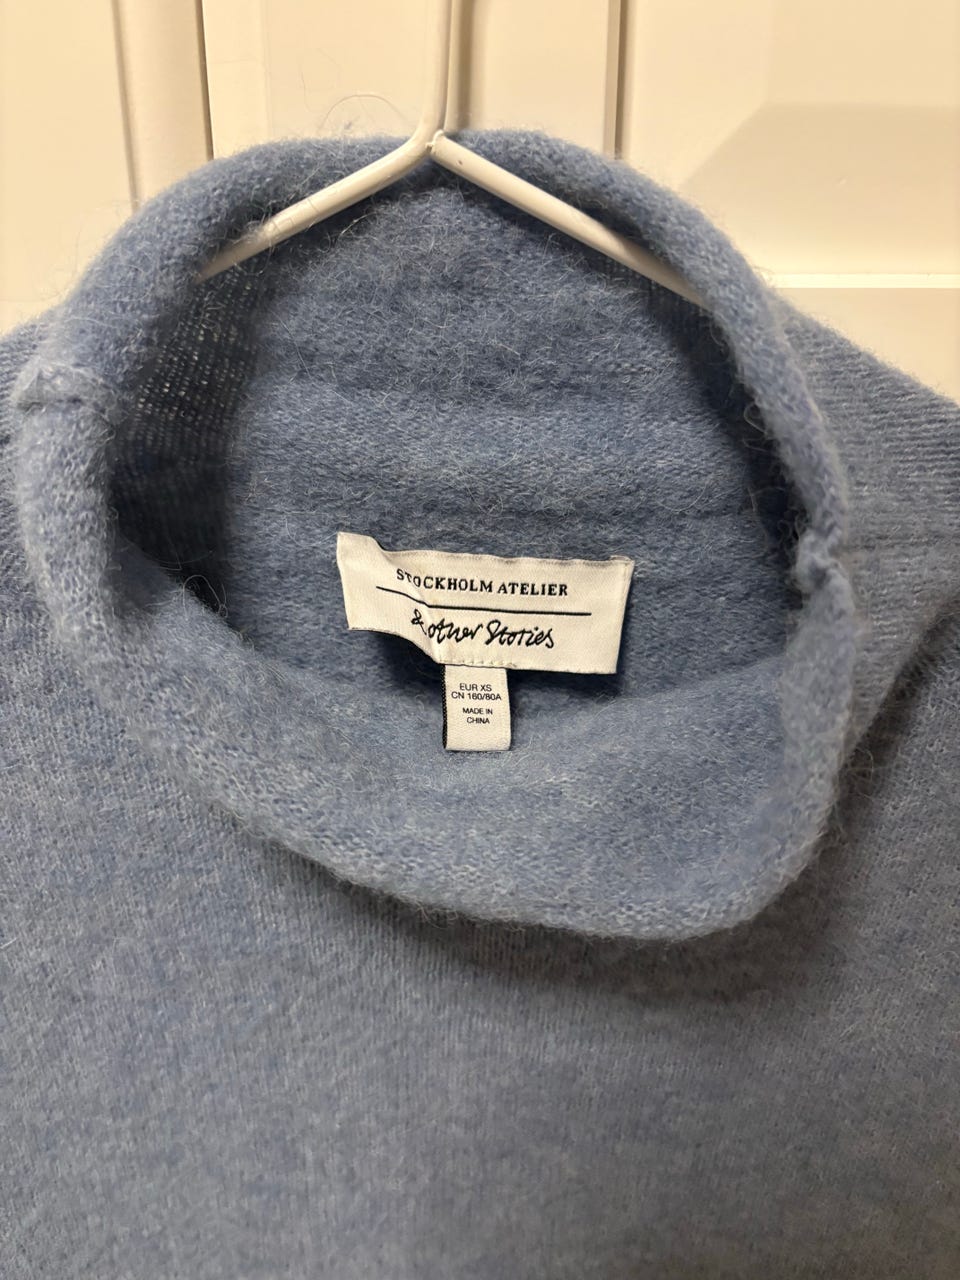 STOCKHOLM ATELIER
& other Stories
EUR XS
CN 160/80A
MADE IN
CHINA